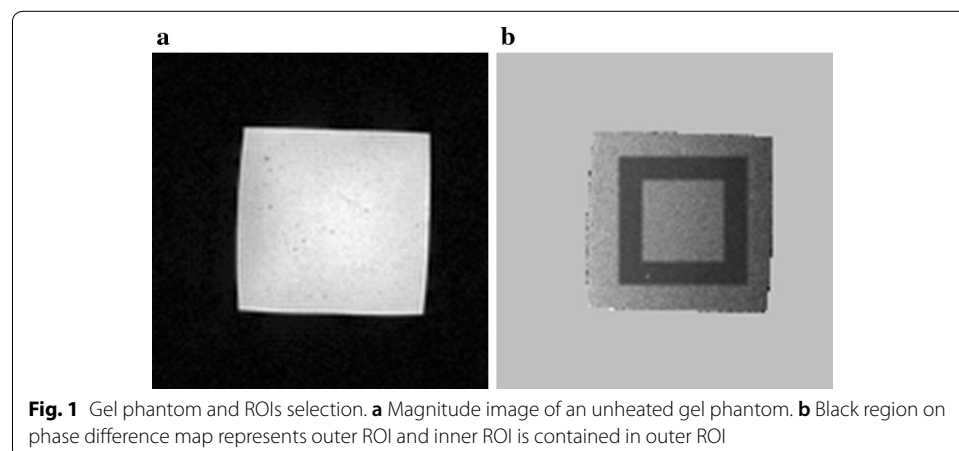 a
b
Fig. 1 Gel phantom and ROIs selection. a Magnitude image of an unheated gel phantom. b Black region on
phase difference map represents outer ROI and inner ROI is contained in outer ROI